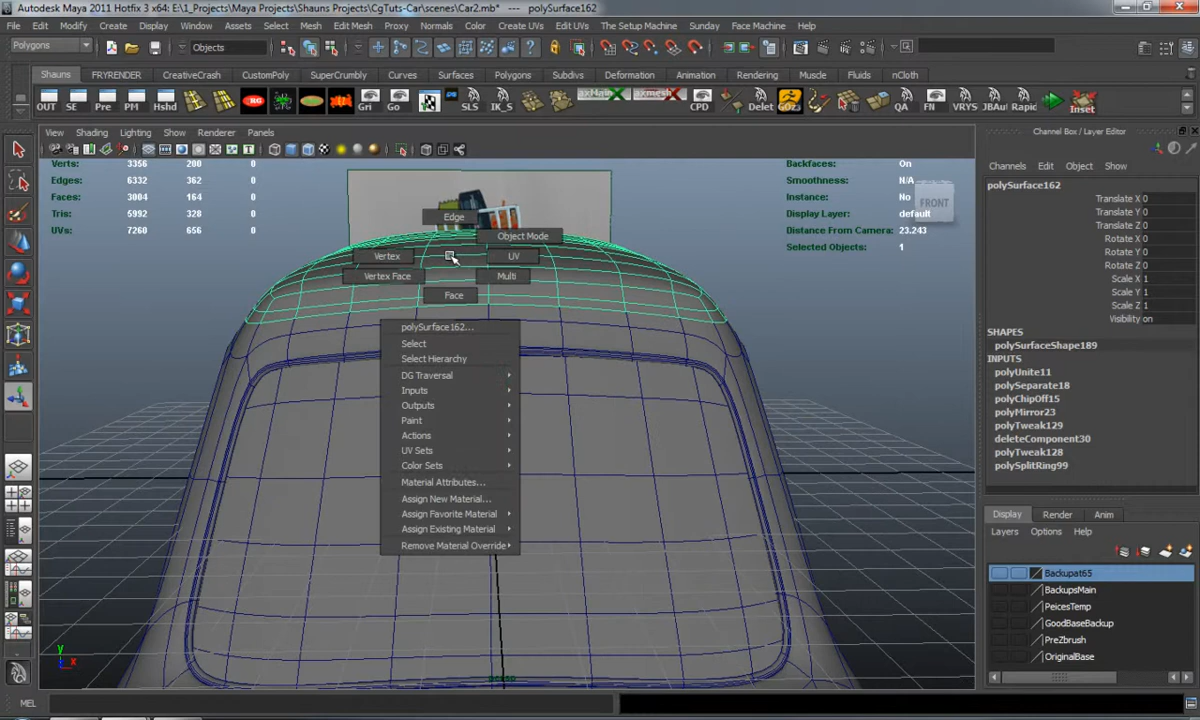 Autodesk Maya 2011 Hotfix 3 x64: E:\1_Projects\Maya Projects\Shauns Projects\CgTuts-Car\scenes\Car2.mb* --- polySurface162
File Edit Modify Create Display Window Assets Select Mesh Edit Mesh Proxy Normals Color Create UVs Edit UVs The Setup Machine Sunday Face Machine Help
Polygons Objects
Shauns FRYRENDER CreativeCrash CustomPoly SuperCrumbly Curves Surfaces Polygons Subdivs Deformation Animation Rendering Muscle Fluids nCloth
OUT SE Pre PM Hshd Gri Go SLS IK_S CPD Delet GOz QA FN VRYS JBAu Rapic Inset
View Shading Lighting Show Renderer Panels
Channel Box / Layer Editor
Verts: 3356 200 0
Edges: 6332 372 0
Faces: 3004 164 0
Tris: 5992 328 0
UVs: 7260 656 0
Backfaces: On
Smoothness: N/A
Instance: No
Display Layer: default
Distance From Camera: 23.243
Selected Objects: 1
FRONT
Edge
Object Mode
Vertex UV
Vertex Face Multi
Face
polySurface162...
Select
Select Hierarchy
DG Traversal
Inputs
Outputs
Paint
Actions
UV Sets
Color Sets
Material Attributes...
Assign New Material...
Assign Favorite Material
Assign Existing Material
Remove Material Override
y
x
persp
Channels Edit Object Show
polySurface162
Translate X 0
Translate Y 0
Translate Z 0
Rotate X 0
Rotate Y 0
Rotate Z 0
Scale X 1
Scale Y 1
Scale Z 1
Visibility on
SHAPES
polySurfaceShape189
INPUTS
polyUnite11
polySeparate18
polyChipOff15
polyMirror23
polyTweak129
deleteComponent30
polyTweak128
polySplitRing99
Display Render Anim
Layers Options Help
Backupat65
BackupsMain
PeicesTemp
GoodBaseBackup
PreZbrush
OriginalBase
MEL